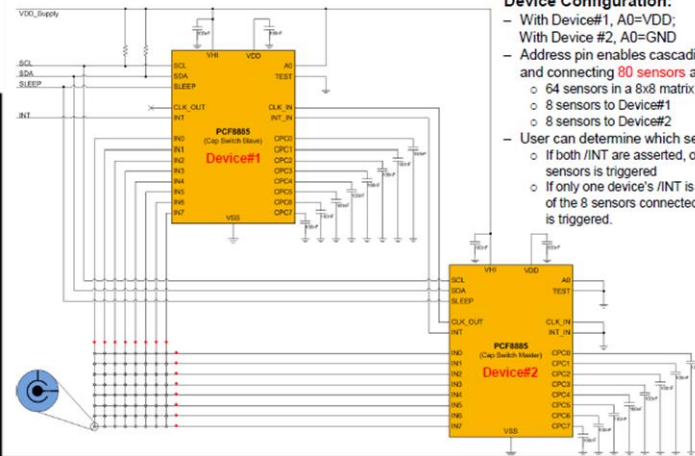 Device Configuration:
– With Device#1, A0=VDD;
With Device #2, A0=GND
– Address pin enables cascadi
and connecting 80 sensors a
o 64 sensors in a 8x8 matrix
o 8 sensors to Device#1
o 8 sensors to Device#2
– User can determine which se
o If both /INT are asserted, o
sensors is triggered
o If only one device's /INT is
of the 8 sensors connected
is triggered.
VDD_Supply
SCL
SDA
SLEEP
INT
VHI
VDD
SCL
SDA
SLEEP
CLK_OUT
INT
IN0
IN1
IN2
IN3
IN4
IN5
IN6
IN7
A0
TEST
CLK_IN
INT_IN
CPC0
CPC1
CPC2
CPC3
CPC4
CPC5
CPC6
CPC7
PCF8885
(Cap Switch Slave)
Device#1
VSS
VHI
VDD
SCL
SDA
SLEEP
CLK_OUT
INT
IN0
IN1
IN2
IN3
IN4
IN5
IN6
IN7
A0
TEST
CLK_IN
INT_IN
CPC0
CPC1
CPC2
CPC3
CPC4
CPC5
CPC6
CPC7
PCF8885
(Cap Switch Master)
Device#2
VSS